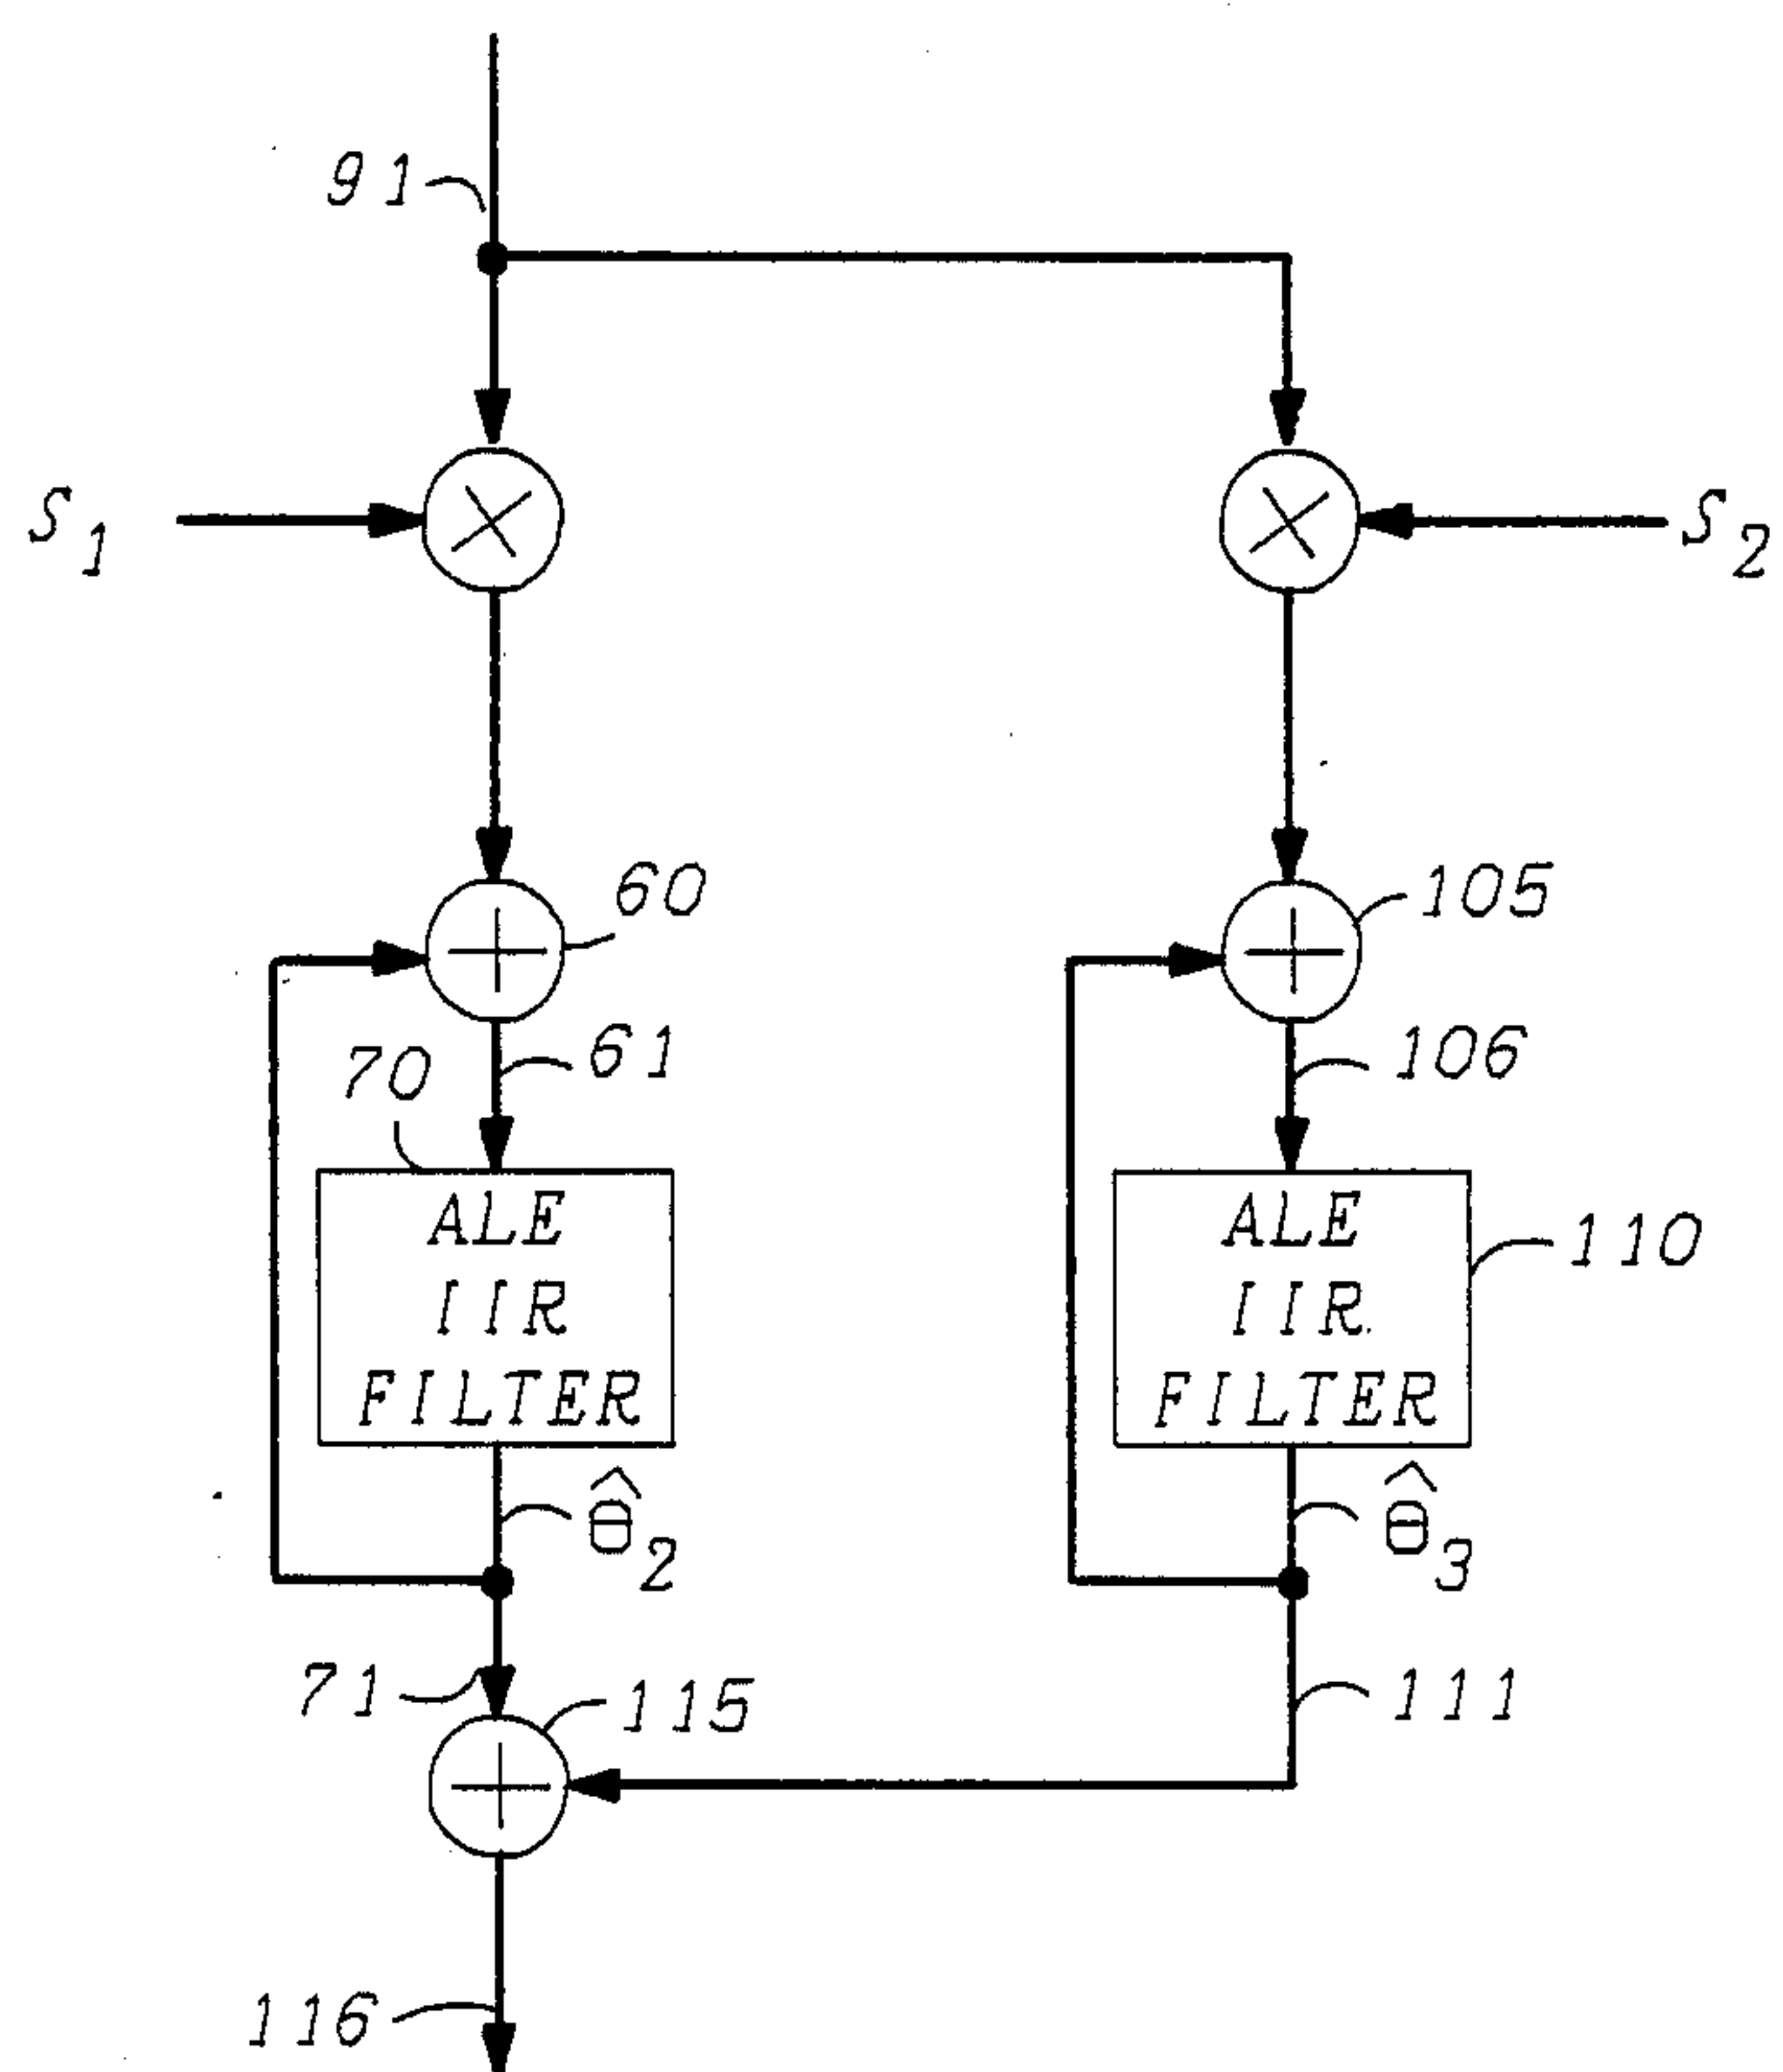 91
S1
S2
60
105
61
106
70
ALE
IIR
FILTER
ALE
IIR
FILTER
110
θ̂2
θ̂3
71
115
111
116